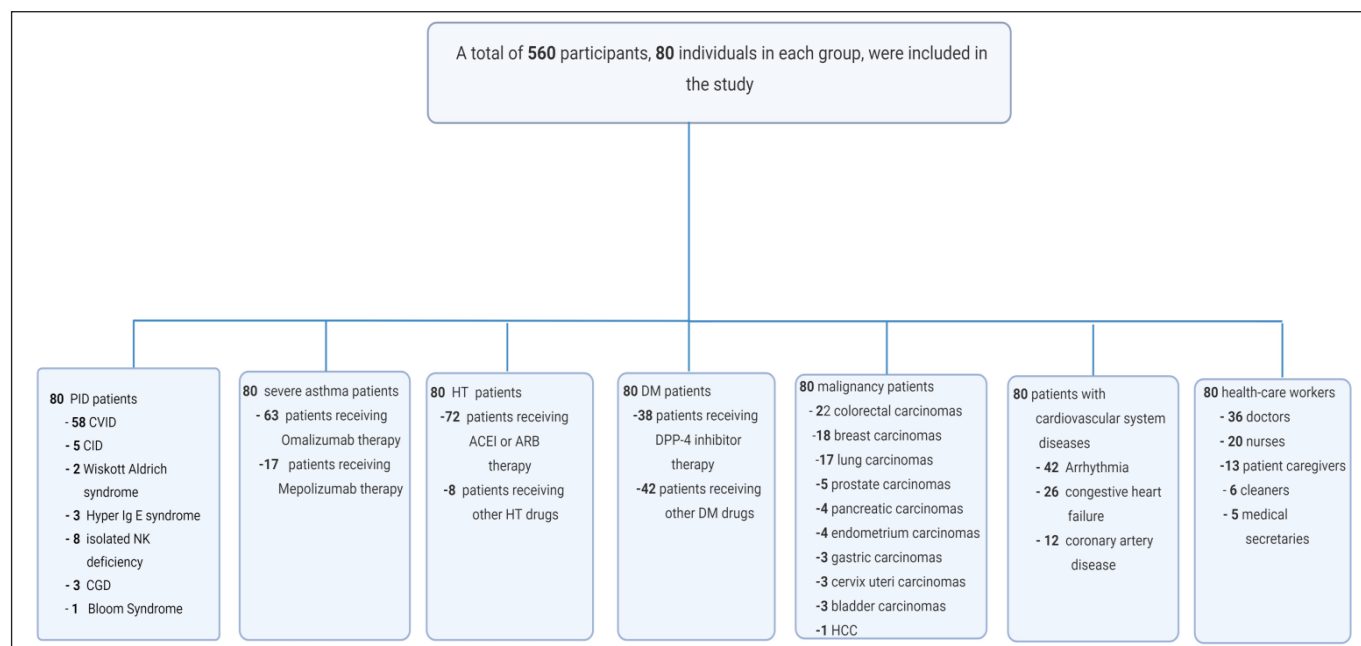 A total of 560 participants, 80 individuals in each group, were included in
the study
80 PID patients
- 58 CVID
- 5 CID
- 2 Wiskott Aldrich
syndrome
- 3 Hyper Ig E syndrome
- 8 isolated NK
deficiency
- 3 CGD
- 1 Bloom Syndrome
80 severe asthma patients
- 63 patients receiving
Omalizumab therapy
-17 patients receiving
Mepolizumab therapy
80 HT patients
-72 patients receiving
ACEI or ARB
therapy
-8 patients receiving
other HT drugs
80 DM patients
-38 patients receiving
DPP-4 inhibitor
therapy
-42 patients receiving
other DM drugs
80 malignancy patients
- 22 colorectal carcinomas
-18 breast carcinomas
-17 lung carcinomas
-5 prostate carcinomas
-4 pancreatic carcinomas
-4 endometrium carcinomas
-3 gastric carcinomas
-3 cervix uteri carcinomas
-3 bladder carcinomas
-1 HCC
80 patients with
cardiovascular system
diseases
- 42 Arrhythmia
- 26 congestive heart
failure
- 12 coronary artery
disease
80 health-care workers
- 36 doctors
- 20 nurses
-13 patient caregivers
- 6 cleaners
- 5 medical
secretaries